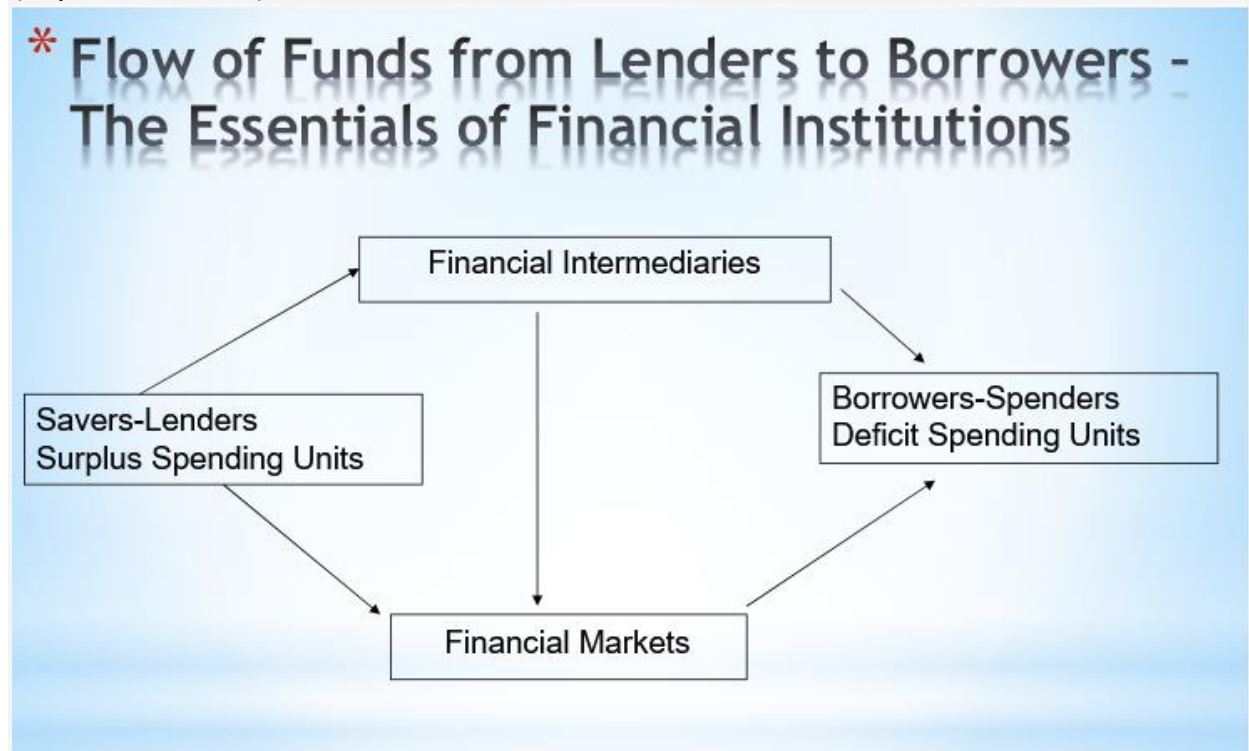 * Flow of Funds from Lenders to Borrowers -
The Essentials of Financial Institutions
Financial Intermediaries
Savers-Lenders
Surplus Spending Units
Borrowers-Spenders
Deficit Spending Units
Financial Markets